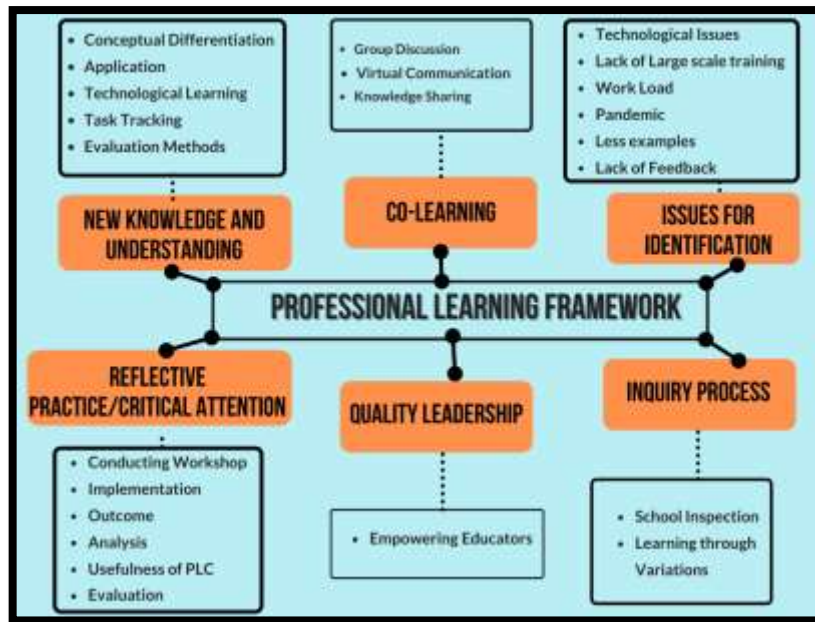 Conceptual Differentiation
Application
Technological Learning
Task Tracking
Evaluation Methods
Group Discussion
Virtual Communication
Knowledge Sharing
Technological Issues
Lack of Large scale training
Work Load
Pandemic
Less examples
Lack of Feedback
NEW KNOWLEDGE AND
UNDERSTANDING
CO-LEARNING
ISSUES FOR
IDENTIFICATION
PROFESSIONAL LEARNING FRAMEWORK
REFLECTIVE
PRACTICE/CRITICAL ATTENTION
QUALITY LEADERSHIP
INQUIRY PROCESS
Conducting Workshop
Implementation
Outcome
Analysis
Usefulness of PLC
Evaluation
Empowering Educators
School Inspection
Learning through
Variations